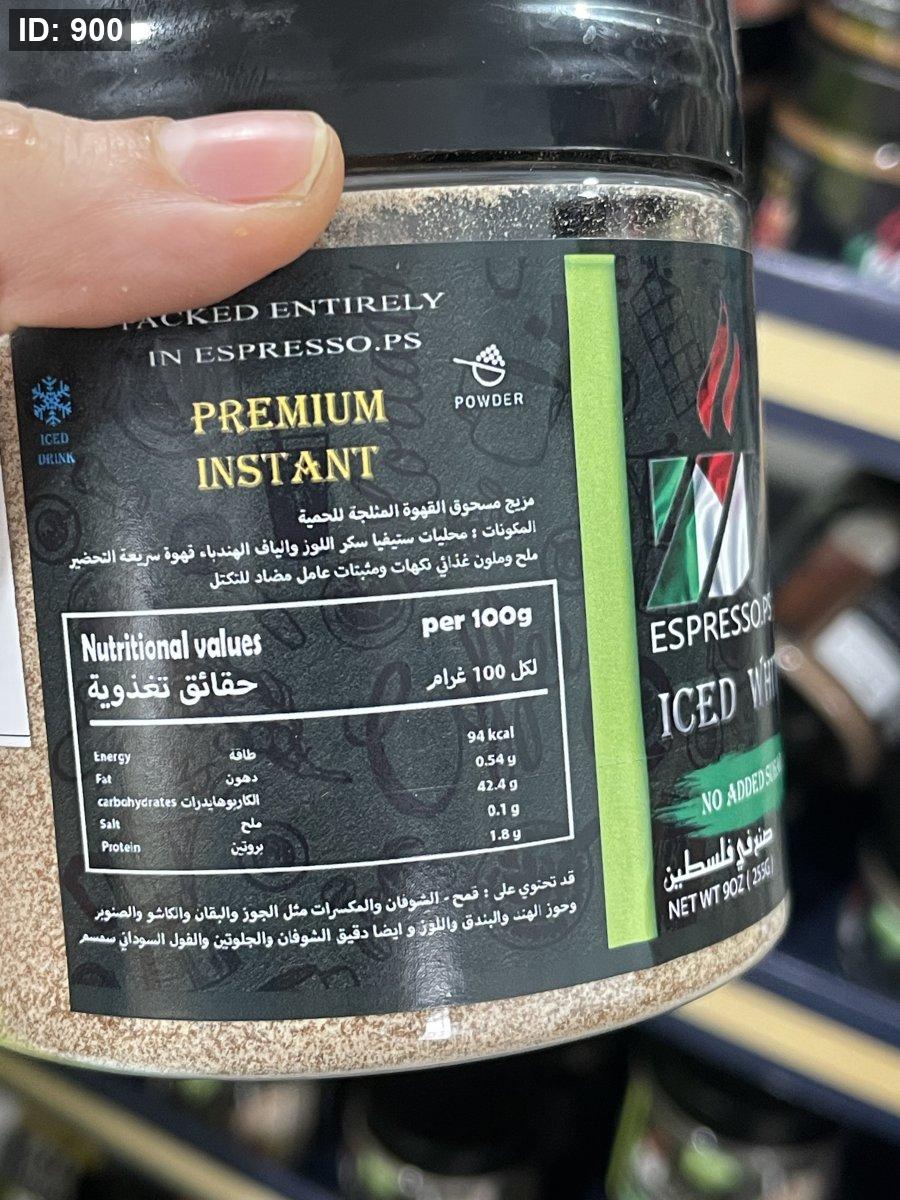 ID: 900
PACKED ENTIRELY
IN ESPRESSO.PS
ICED
DRINK
POWDER
PREMIUM
INSTANT
مزيج مسحوق القهوة المثلجة للحمية
المكونات : محليات ستيفيا سكر اللوز والياف الهندباء قهوة سريعة التحضير
ملح وملون غذائي نكهات ومثبتات عامل مضاد للتكتل
Nutritional values per 100g
حقائق تغذوية لكل 100 غرام
Energy طاقة 94 kcal
Fat دهون 0.54 g
carbohydrates الكاربوهايدرات 42.4 g
Salt ملح 0.1 g
Protein بروتين 1.8 g
قد تحتوي على : قمح - الشوفان والمكسرات مثل الجوز والبقان والكاشو والصنوبر
وجوز الهند والبندق واللوز و ايضا دقيق الشوفان والجلوتين والفول السوداني سمسم
ESPRESSO.PS
ICED
NO ADDED
صنع في فلسطين
NET WT 9OZ ( 255G )